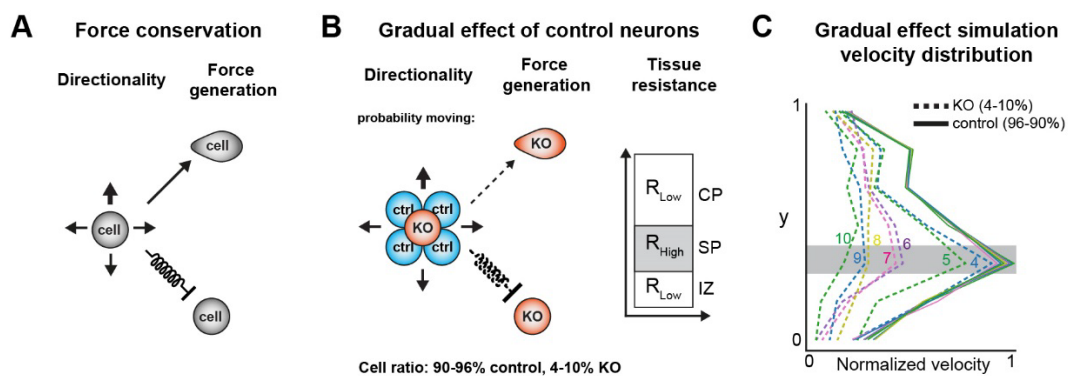 A
Force conservation
Directionality
Force
generation
cell
cell
cell
B
Gradual effect of control neurons
Directionality
Force
generation
Tissue
resistance
probability moving:
KO
ctrl ctrl
KO
ctrl ctrl
KO
RLow CP
RHigh SP
RLow IZ
Cell ratio: 90-96% control, 4-10% KO
C
Gradual effect simulation
velocity distribution
1
KO (4-10%)
control (96-90%)
y
10 8 6
9 7 5 4
0
0 Normalized velocity 1